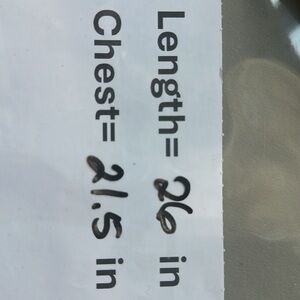 Length= 26 in
Chest= 21.5 in